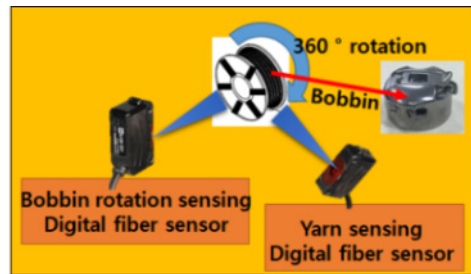 360 ° rotation
Bobbin
Bobbin rotation sensing
Digital fiber sensor
Yarn sensing
Digital fiber sensor